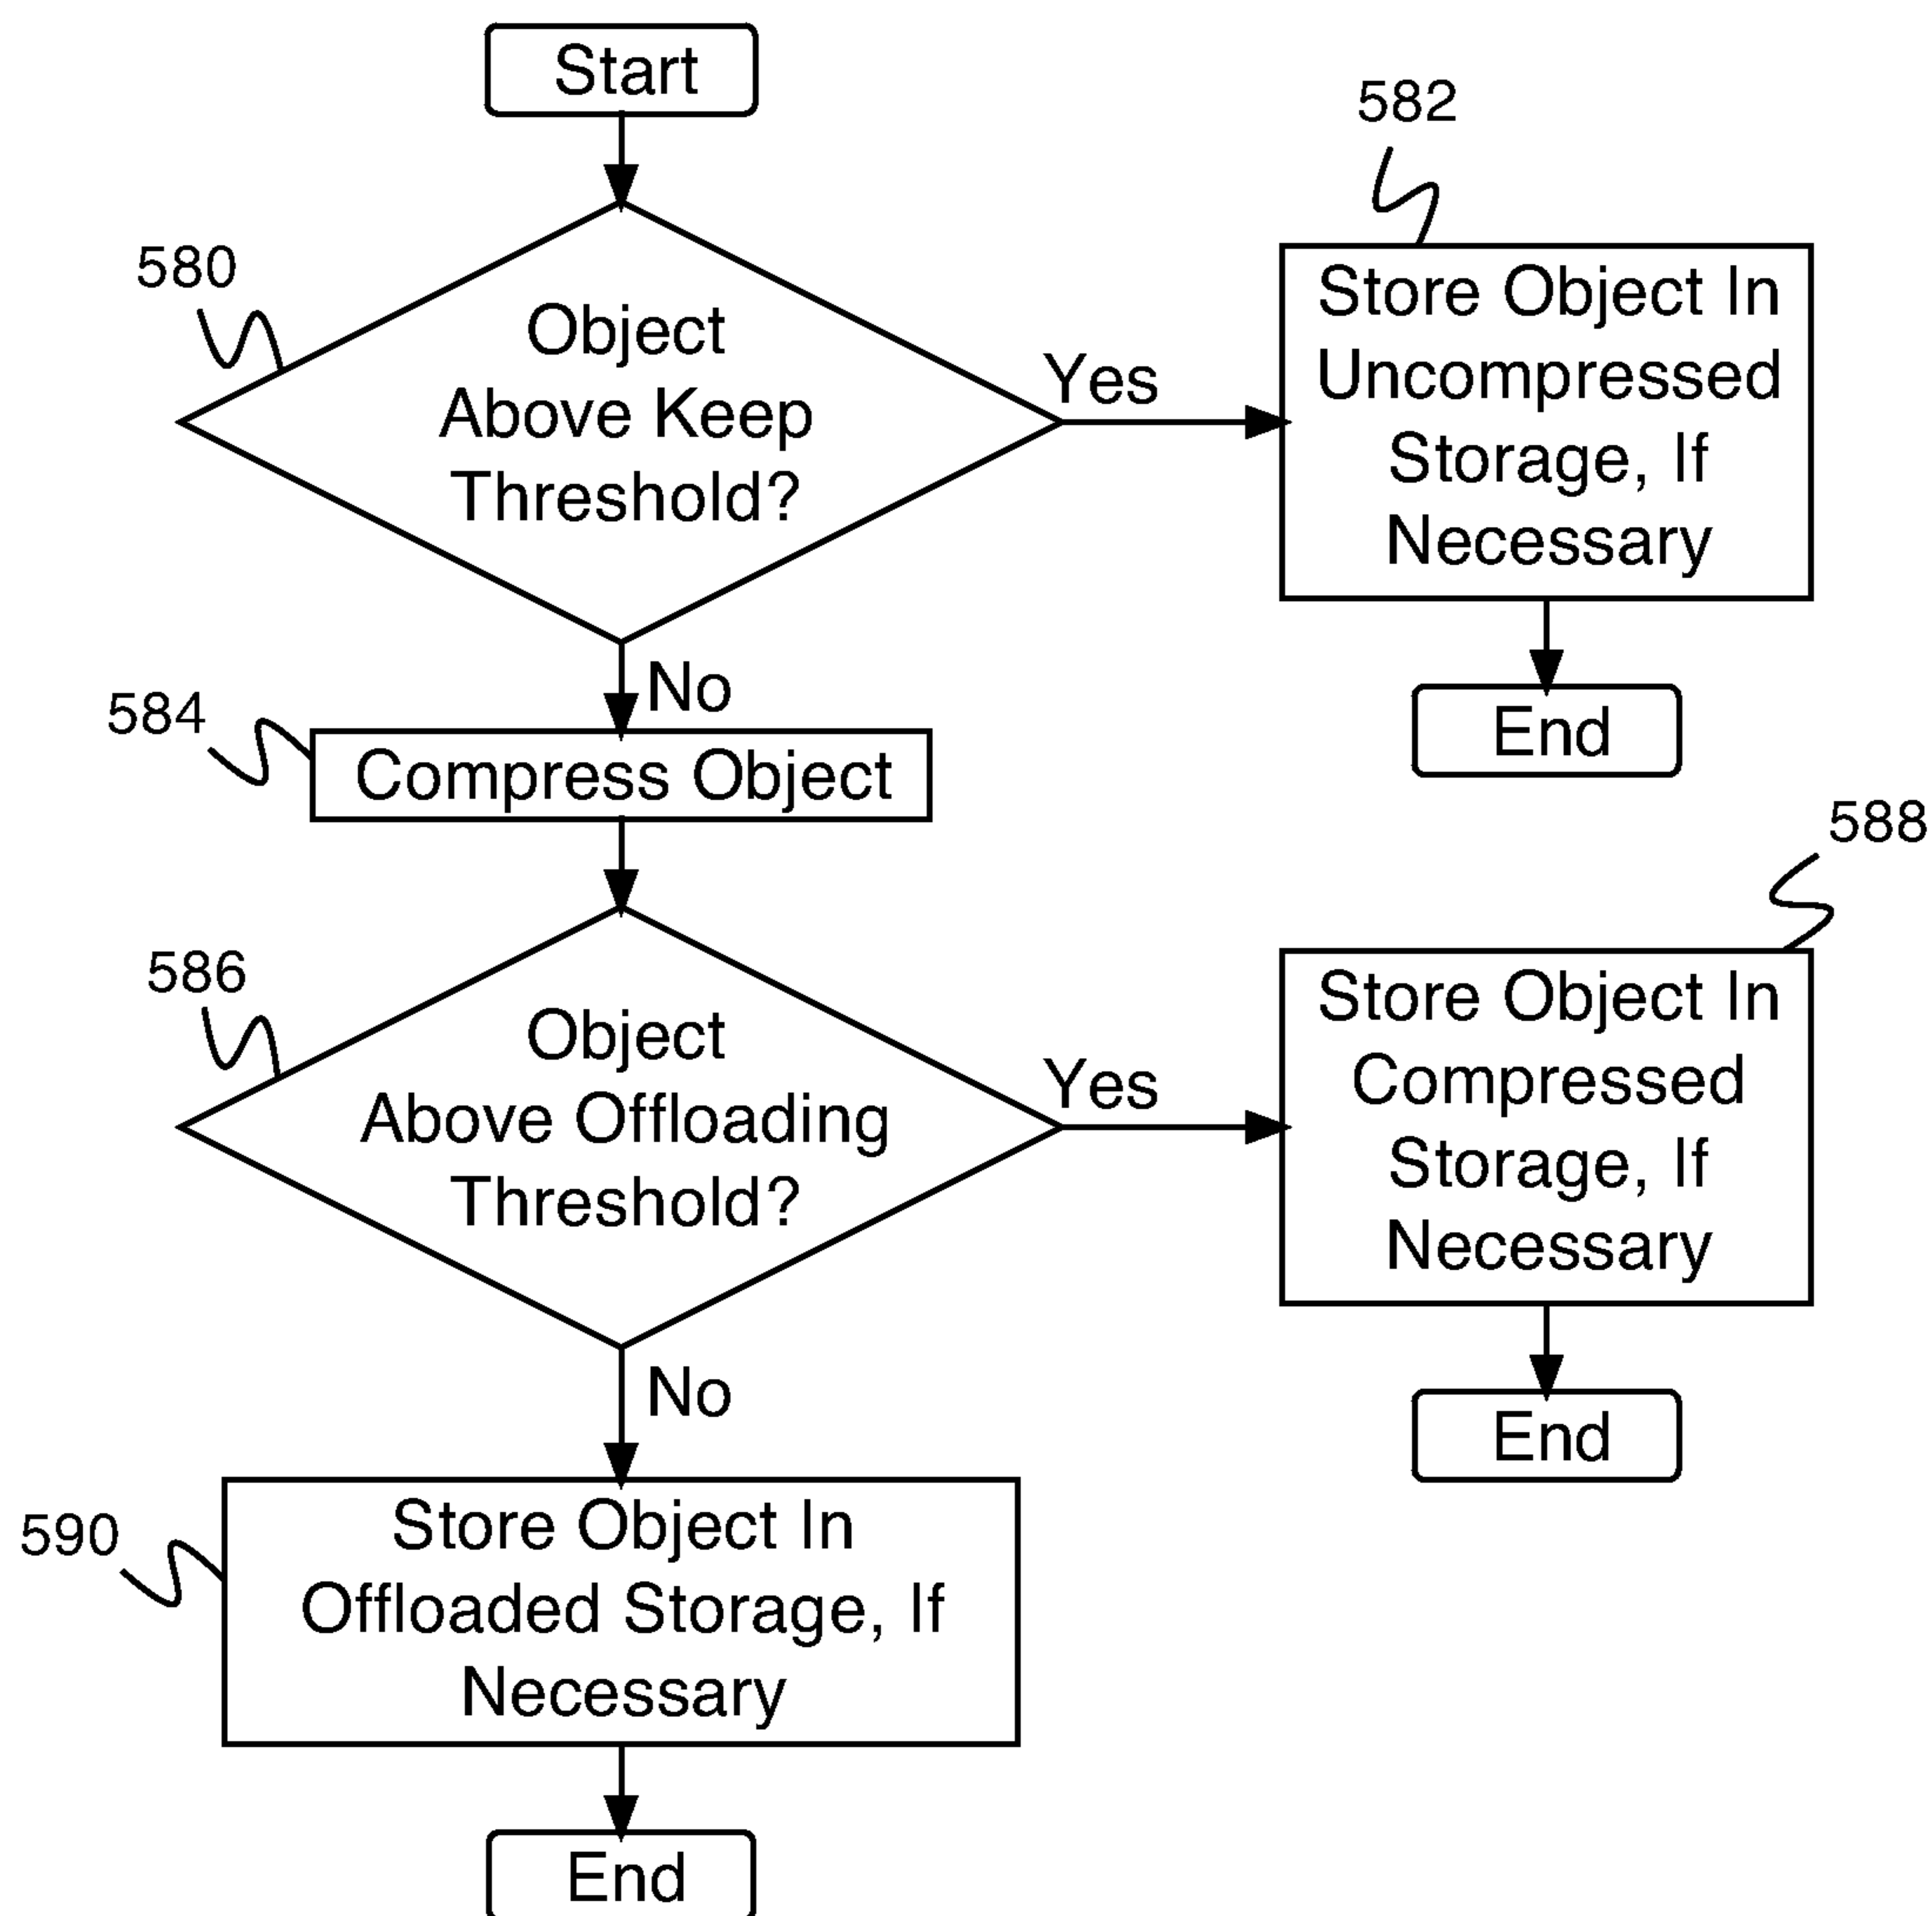 Start
580
Object
Above Keep
Threshold?
Yes
582
Store Object In
Uncompressed
Storage, If
Necessary
End
No
584
Compress Object
586
Object
Above Offloading
Threshold?
Yes
588
Store Object In
Compressed
Storage, If
Necessary
End
No
590
Store Object In
Offloaded Storage, If
Necessary
End